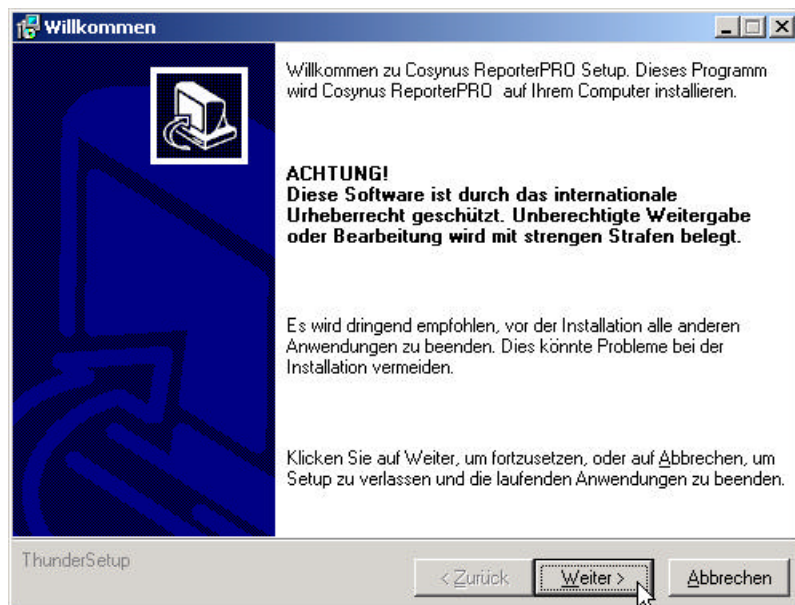 Willkommen
Willkommen zu Cosynus ReporterPRO Setup. Dieses Programm
wird Cosynus ReporterPRO auf Ihrem Computer installieren.
ACHTUNG!
Diese Software ist durch das internationale
Urheberrecht geschützt. Unberechtigte Weitergabe
oder Bearbeitung wird mit strengen Strafen belegt.
Es wird dringend empfohlen, vor der Installation alle anderen
Anwendungen zu beenden. Dies könnte Probleme bei der
Installation vermeiden.
Klicken Sie auf Weiter, um fortzusetzen, oder auf Abbrechen, um
Setup zu verlassen und die laufenden Anwendungen zu beenden.
ThunderSetup
< Zurück Weiter > Abbrechen